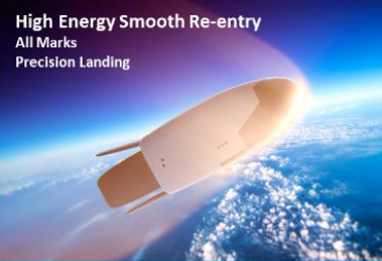 High Energy Smooth Re-entry
All Marks
Precision Landing